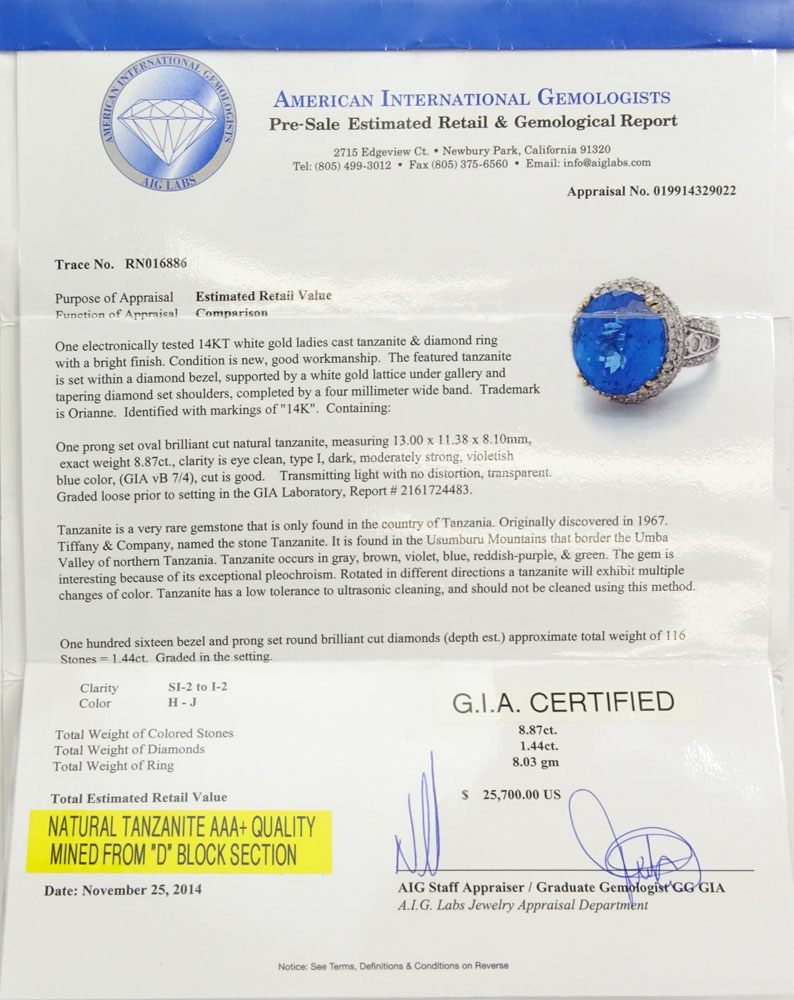 AMERICAN INTERNATIONAL GEMOLOGISTS
AIG LABS
AMERICAN INTERNATIONAL GEMOLOGISTS
Pre-Sale Estimated Retail & Gemological Report
2715 Edgeview Ct. • Newbury Park, California 91320
Tel: (805) 499-3012 • Fax (805) 375-6560 • Email: info@aiglabs.com
Appraisal No. 019914329022
Trace No. RN016886
Purpose of Appraisal Estimated Retail Value
Function of Appraisal Comparison
One electronically tested 14KT white gold ladies cast tanzanite & diamond ring
with a bright finish. Condition is new, good workmanship. The featured tanzanite
is set within a diamond bezel, supported by a white gold lattice under gallery and
tapering diamond set shoulders, completed by a four millimeter wide band. Trademark
is Orianne. Identified with markings of "14K". Containing:
One prong set oval brilliant cut natural tanzanite, measuring 13.00 x 11.38 x 8.10mm,
exact weight 8.87ct., clarity is eye clean, type I, dark, moderately strong, violetish
blue color, (GIA vB 7/4), cut is good. Transmitting light with no distortion, transparent.
Graded loose prior to setting in the GIA Laboratory, Report # 2161724483.
Tanzanite is a very rare gemstone that is only found in the country of Tanzania. Originally discovered in 1967.
Tiffany & Company, named the stone Tanzanite. It is found in the Usumburu Mountains that border the Umba
Valley of northern Tanzania. Tanzanite occurs in gray, brown, violet, blue, reddish-purple, & green. The gem is
interesting because of its exceptional pleochroism. Rotated in different directions a tanzanite will exhibit multiple
changes of color. Tanzanite has a low tolerance to ultrasonic cleaning, and should not be cleaned using this method.
One hundred sixteen bezel and prong set round brilliant cut diamonds (depth est.) approximate total weight of 116
Stones = 1.44ct. Graded in the setting.
Clarity SI-2 to I-2
Color H - J
G.I.A. CERTIFIED
Total Weight of Colored Stones 8.87ct.
Total Weight of Diamonds 1.44ct.
Total Weight of Ring 8.03 gm
Total Estimated Retail Value $ 25,700.00 US
NATURAL TANZANITE AAA+ QUALITY
MINED FROM "D" BLOCK SECTION
Date: November 25, 2014
AIG Staff Appraiser / Graduate Gemologist GG GIA
A.I.G. Labs Jewelry Appraisal Department
Notice: See Terms, Definitions & Conditions on Reverse